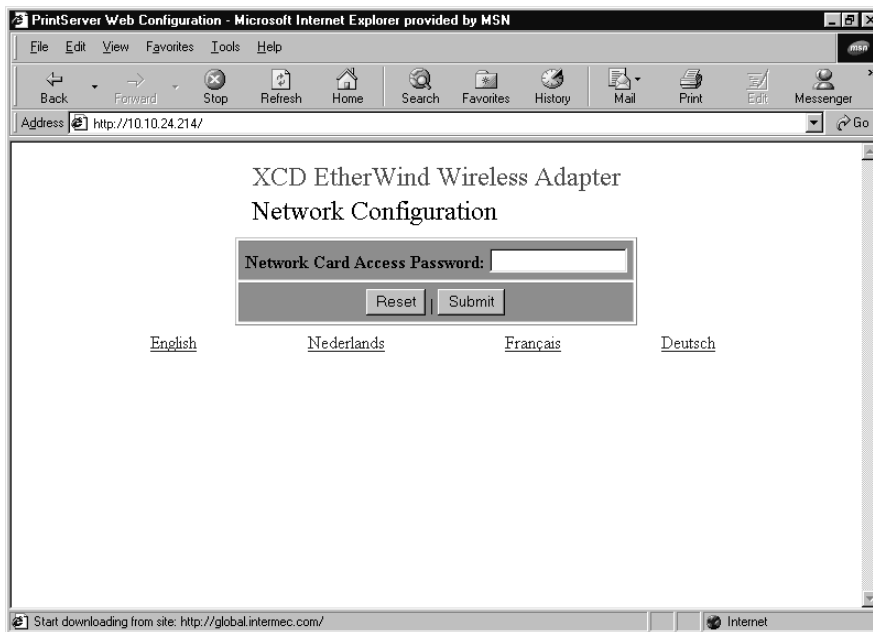 PrintServer Web Configuration - Microsoft Internet Explorer provided by MSN
File Edit View Favorites Tools Help
msn
Back Forward Stop Refresh Home Search Favorites History Mail Print Edit Messenger »
Address http://10.10.24.214/ Go
XCD EtherWind Wireless Adapter
Network Configuration
Network Card Access Password:
Reset | Submit
English Nederlands Français Deutsch
Start downloading from site: http://global.intermec.com/ Internet